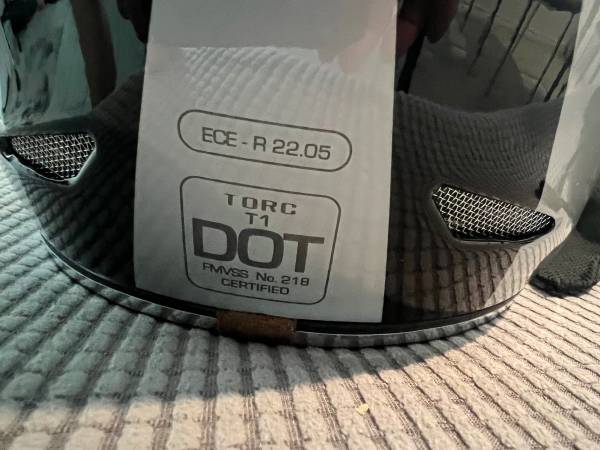 ECE - R 22.05
TORC
T1
DOT
FMVSS No. 218
CERTIFIED